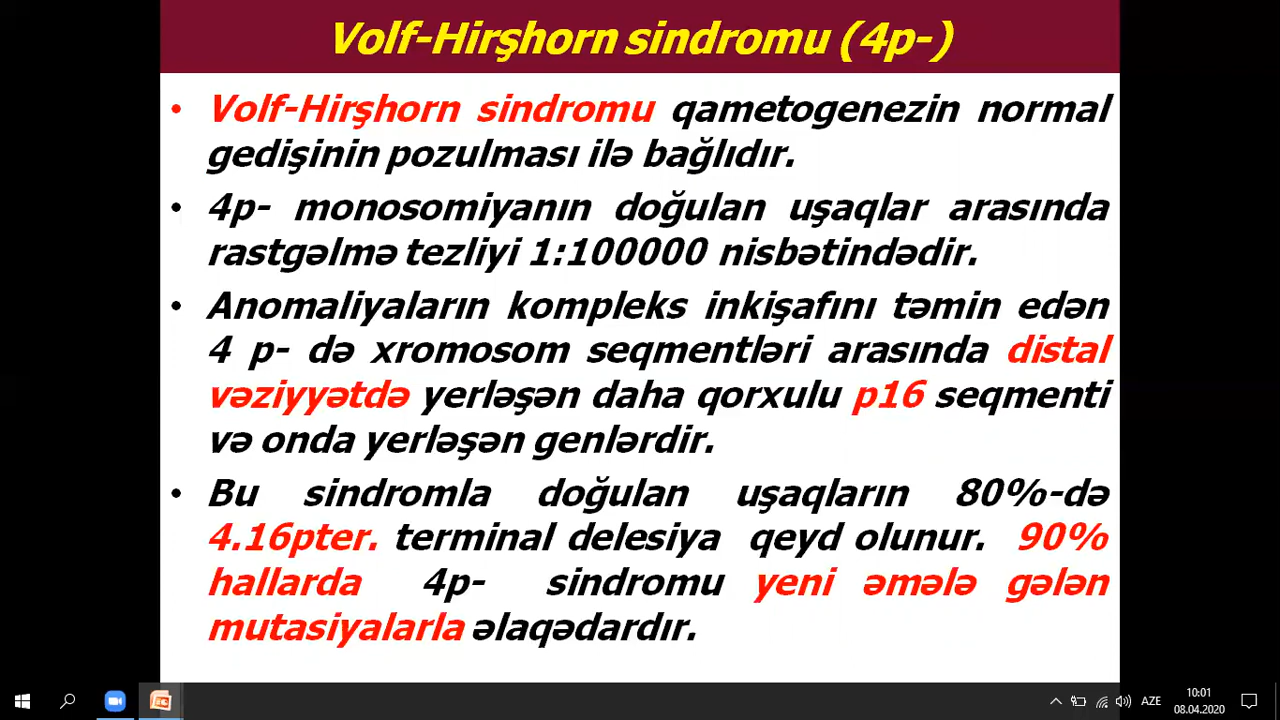 Volf-Hirşhorn sindromu (4p-)
• Volf-Hirşhorn sindromu qametogenezin normal
gedişinin pozulması ilə bağlıdır.
• 4p- monosomiyanın doğulan uşaqlar arasında
rastgəlmə tezliyi 1:100000 nisbətindədir.
• Anomaliyaların kompleks inkişafını təmin edən
4 p- də xromosom seqmentləri arasında distal
vəziyyətdə yerləşən daha qorxulu p16 seqmenti
və onda yerləşən genlərdir.
• Bu sindromla doğulan uşaqların 80%-də
4.16pter. terminal delesiya qeyd olunur. 90%
hallarda 4p- sindromu yeni əmələ gələn
mutasiyalarla əlaqədardır.
AZE
10:01
08.04.2020